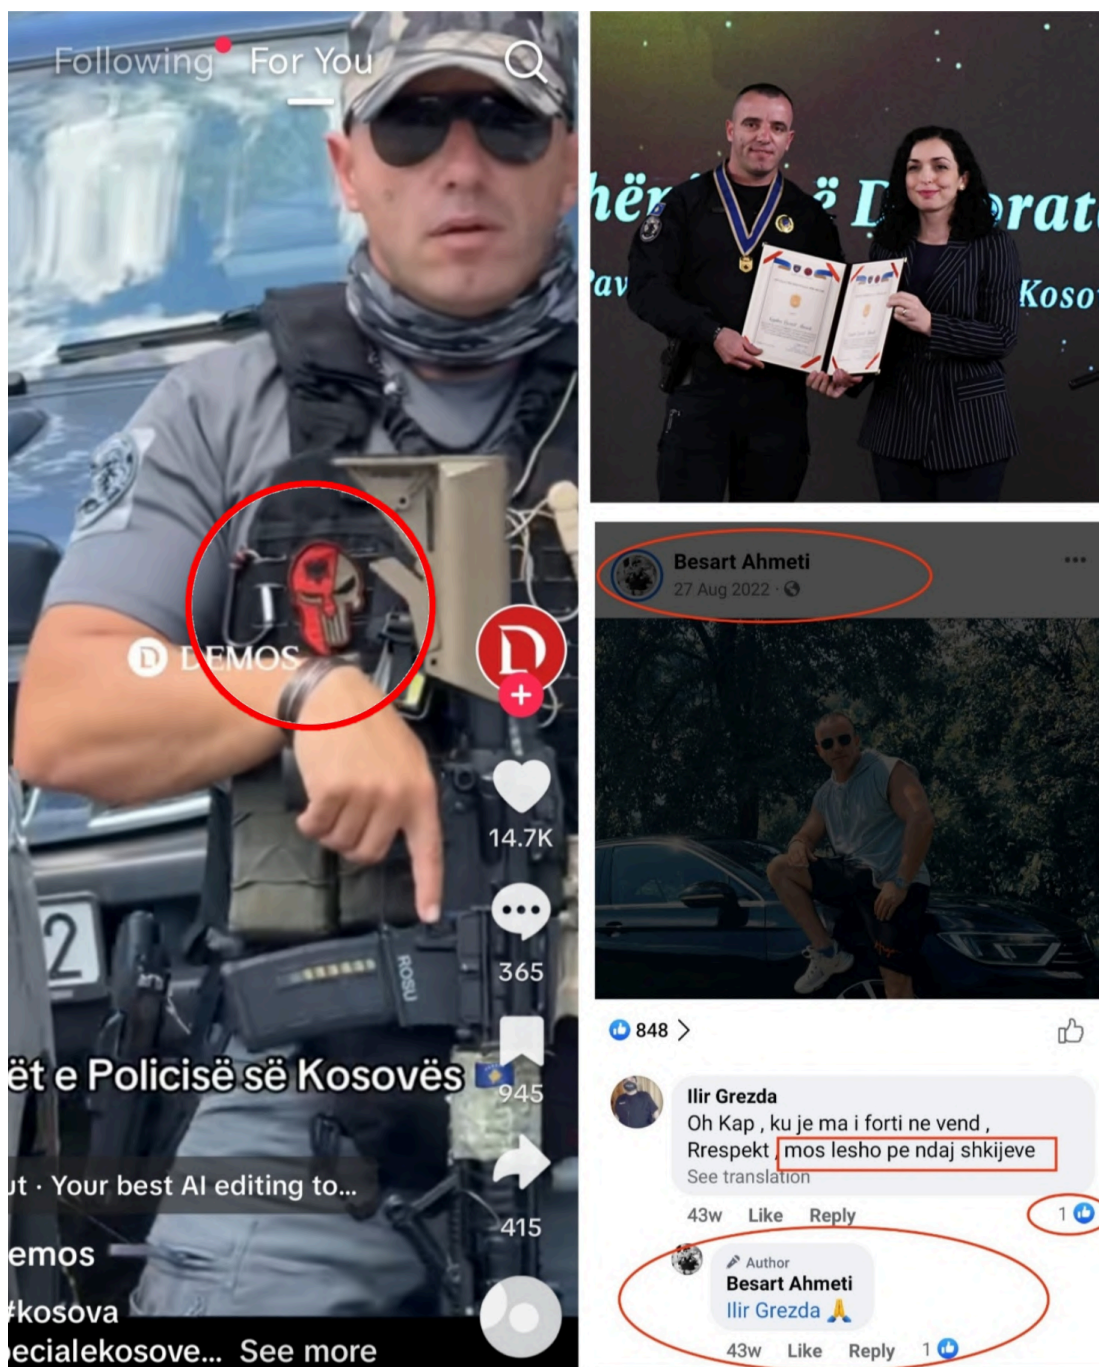 Following
For You
DEMOS
14.7K
365
2
ROSU
ët e Policisë së Kosovës
945
ut · Your best AI editing to...
415
emos
#kosova
pecialekosove... See more
Kosov
Besart Ahmeti
27 Aug 2022
848
Ilir Grezda
Oh Kap , ku je ma i forti ne vend ,
Rrespekt , mos lesho pe ndaj shkijeve
See translation
43w Like Reply 1
Author
Besart Ahmeti
Ilir Grezda 🙏
43w Like Reply 1